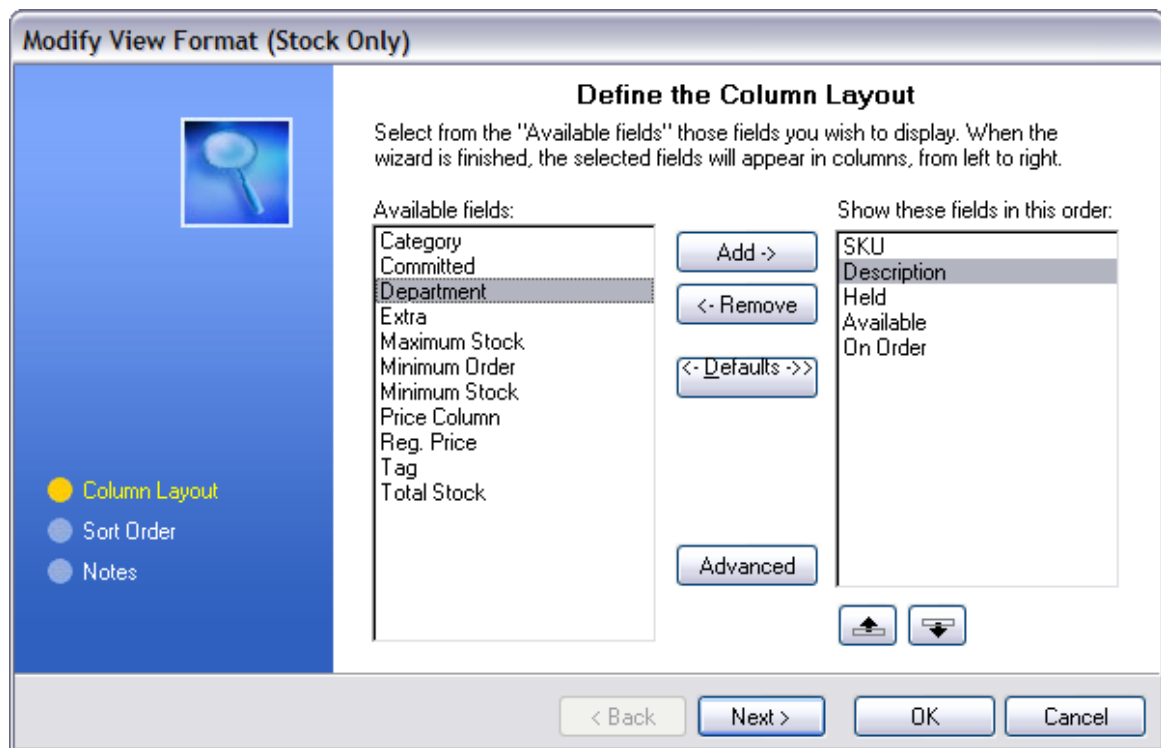 Modify View Format (Stock Only)
Define the Column Layout
Select from the "Available fields" those fields you wish to display. When the
wizard is finished, the selected fields will appear in columns, from left to right.
Available fields:
Category
Committed
Department
Extra
Maximum Stock
Minimum Order
Minimum Stock
Price Column
Reg. Price
Tag
Total Stock
Add ->
<- Remove
<- Defaults ->>
Advanced
Show these fields in this order:
SKU
Description
Held
Available
On Order
Column Layout
Sort Order
Notes
< Back
Next >
OK
Cancel